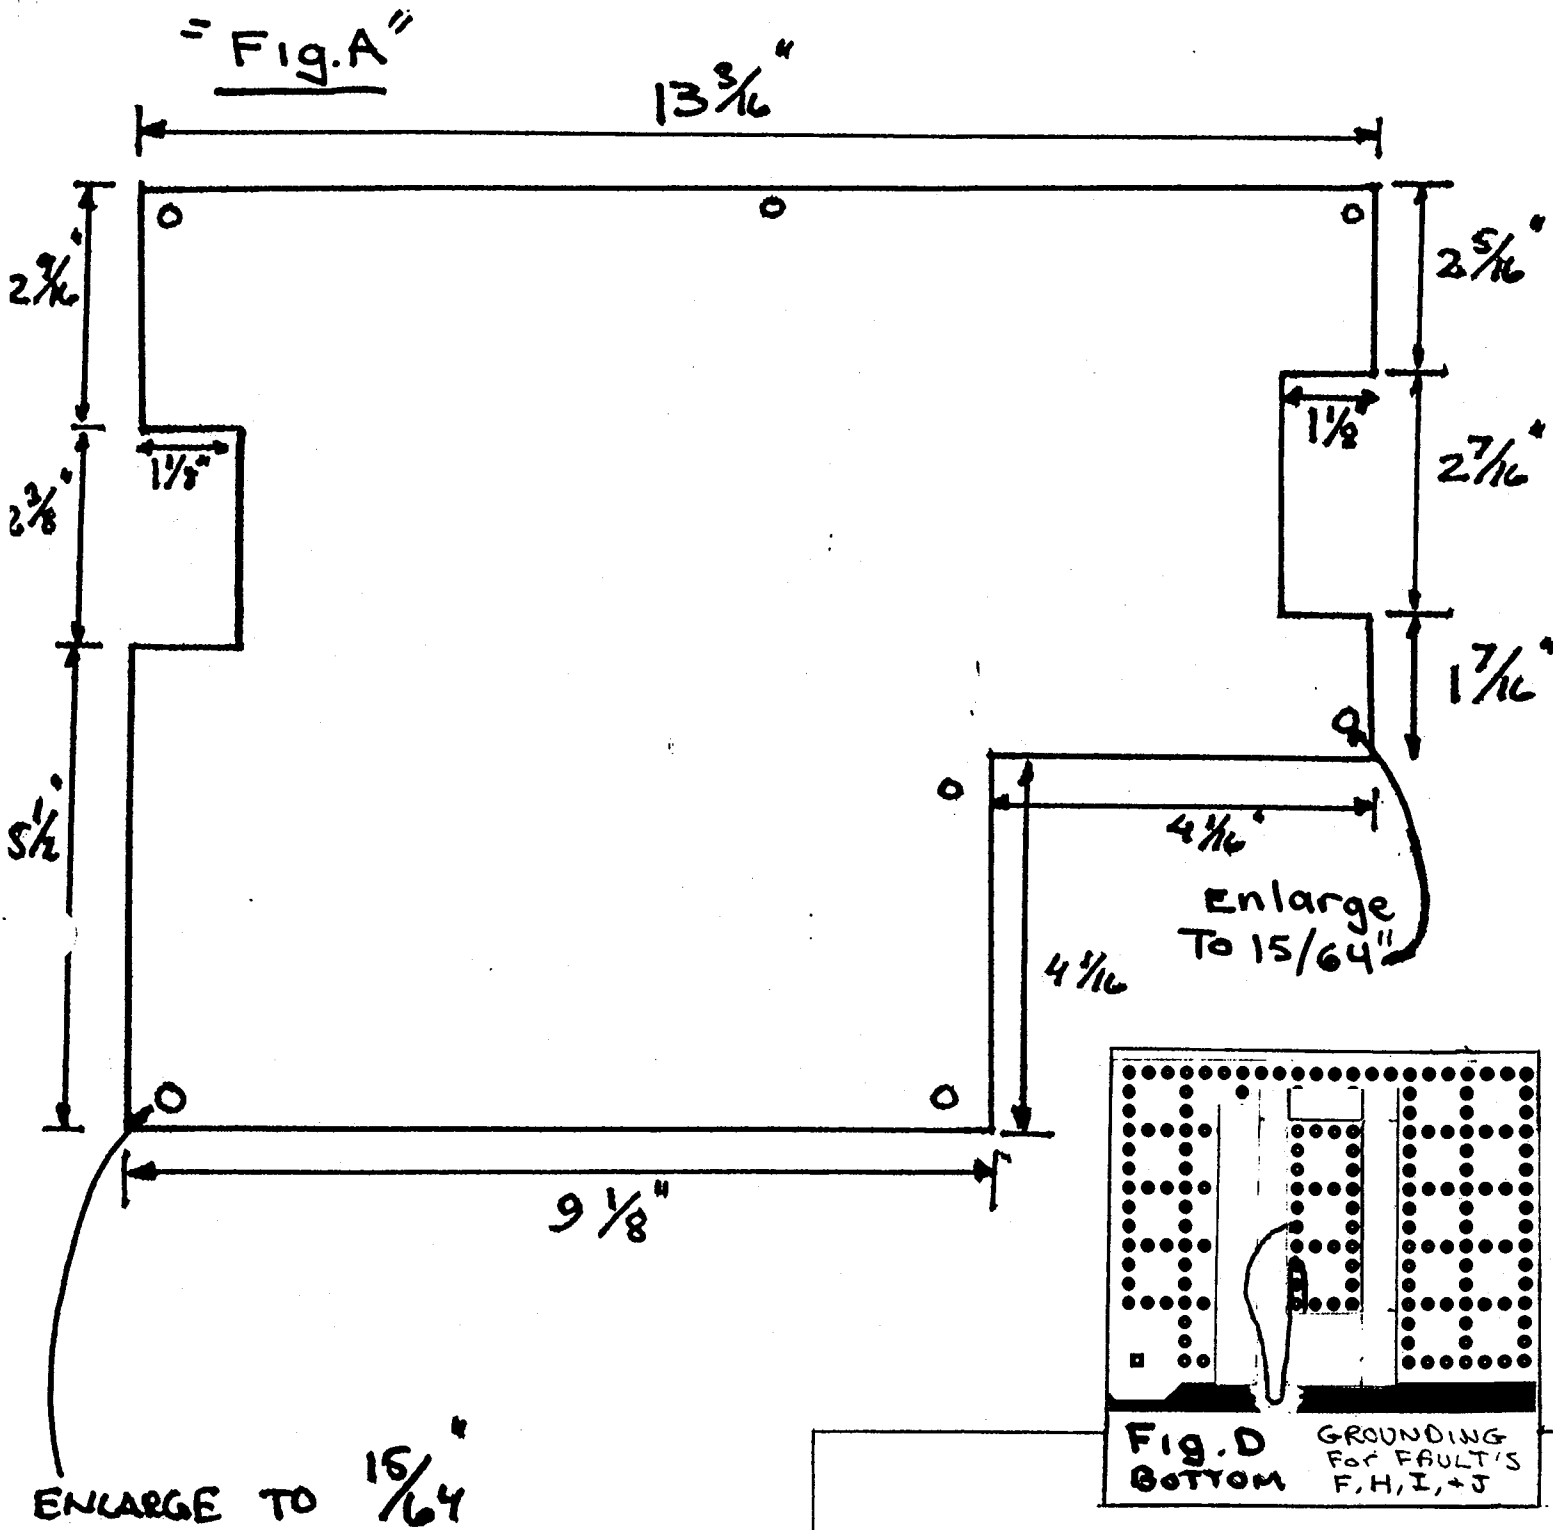 "Fig.A"
13 3/16"
2 9/16"
2 5/16"
1 1/8"
1 1/8"
2 3/8"
2 7/16"
1 7/16"
5 1/2"
4 1/16"
Enlarge
To 15/64"
4 1/16
9 1/8"
ENLARGE TO 15/64"
Fig.D
BOTTOM
GROUNDING
For FAULT'S
F, H, I, + J